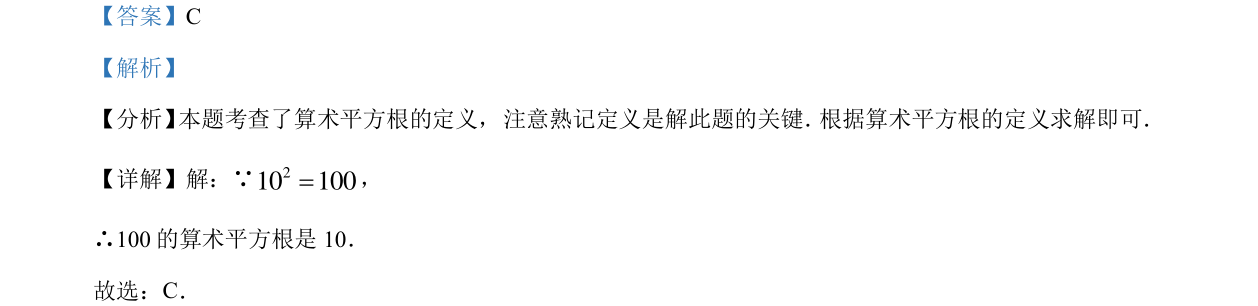 【答案】C
【解析】
【分析】本题考查了算术平方根的定义，注意熟记定义是解此题的关键．根据算术平方根的定义求解即可．
【详解】解：∵10² =100，
∴100 的算术平方根是 10．
故选：C．